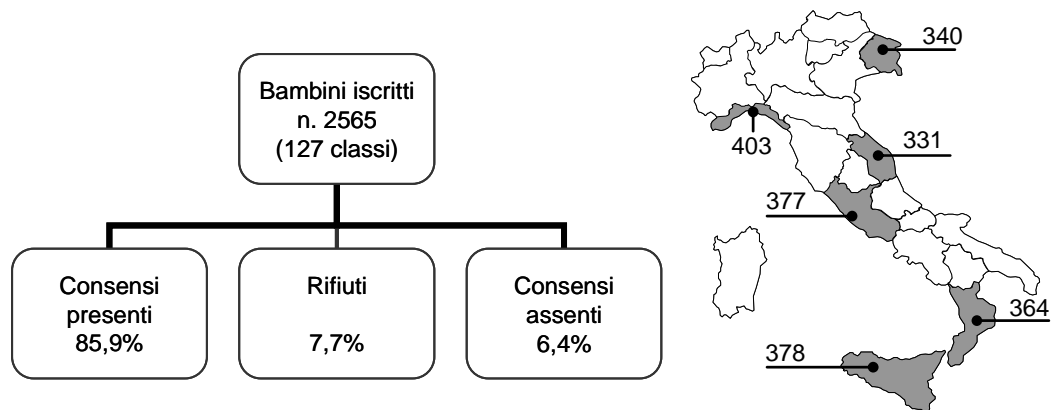 Bambini iscritti
n. 2565
(127 classi)
Consensi
presenti
85,9%
Rifiuti
7,7%
Consensi
assenti
6,4%
340
403
331
377
364
378